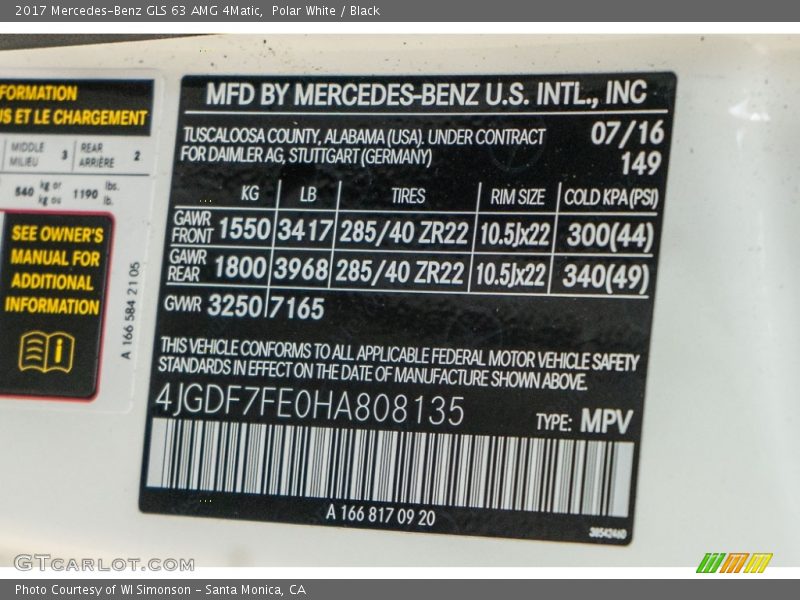 2017 Mercedes-Benz GLS 63 AMG 4Matic,  Polar White / Black
FORMATION
S ET LE CHARGEMENT
MIDDLE MILIEU 3 REAR ARRIÈRE 2
540 kg or kg ou 1190 lbs. lb.
SEE OWNER'S
MANUAL FOR
ADDITIONAL
INFORMATION
A 166 584 21 05
MFD BY MERCEDES-BENZ U.S. INTL., INC
TUSCALOOSA COUNTY, ALABAMA (USA). UNDER CONTRACT
FOR DAIMLER AG, STUTTGART (GERMANY)
07/16
149
KG LB TIRES RIM SIZE COLD KPA(PSI)
GAWR FRONT 1550 3417 285/40 ZR22 10.5Jx22 300(44)
GAWR REAR 1800 3968 285/40 ZR22 10.5Jx22 340(49)
GWR 3250 7165
THIS VEHICLE CONFORMS TO ALL APPLICABLE FEDERAL MOTOR VEHICLE SAFETY
STANDARDS IN EFFECT ON THE DATE OF MANUFACTURE SHOWN ABOVE.
4JGDF7FE0HA808135
TYPE: MPV
A 166 817 09 20
GTCARLOT.COM
Photo Courtesy of WI Simonson - Santa Monica, CA